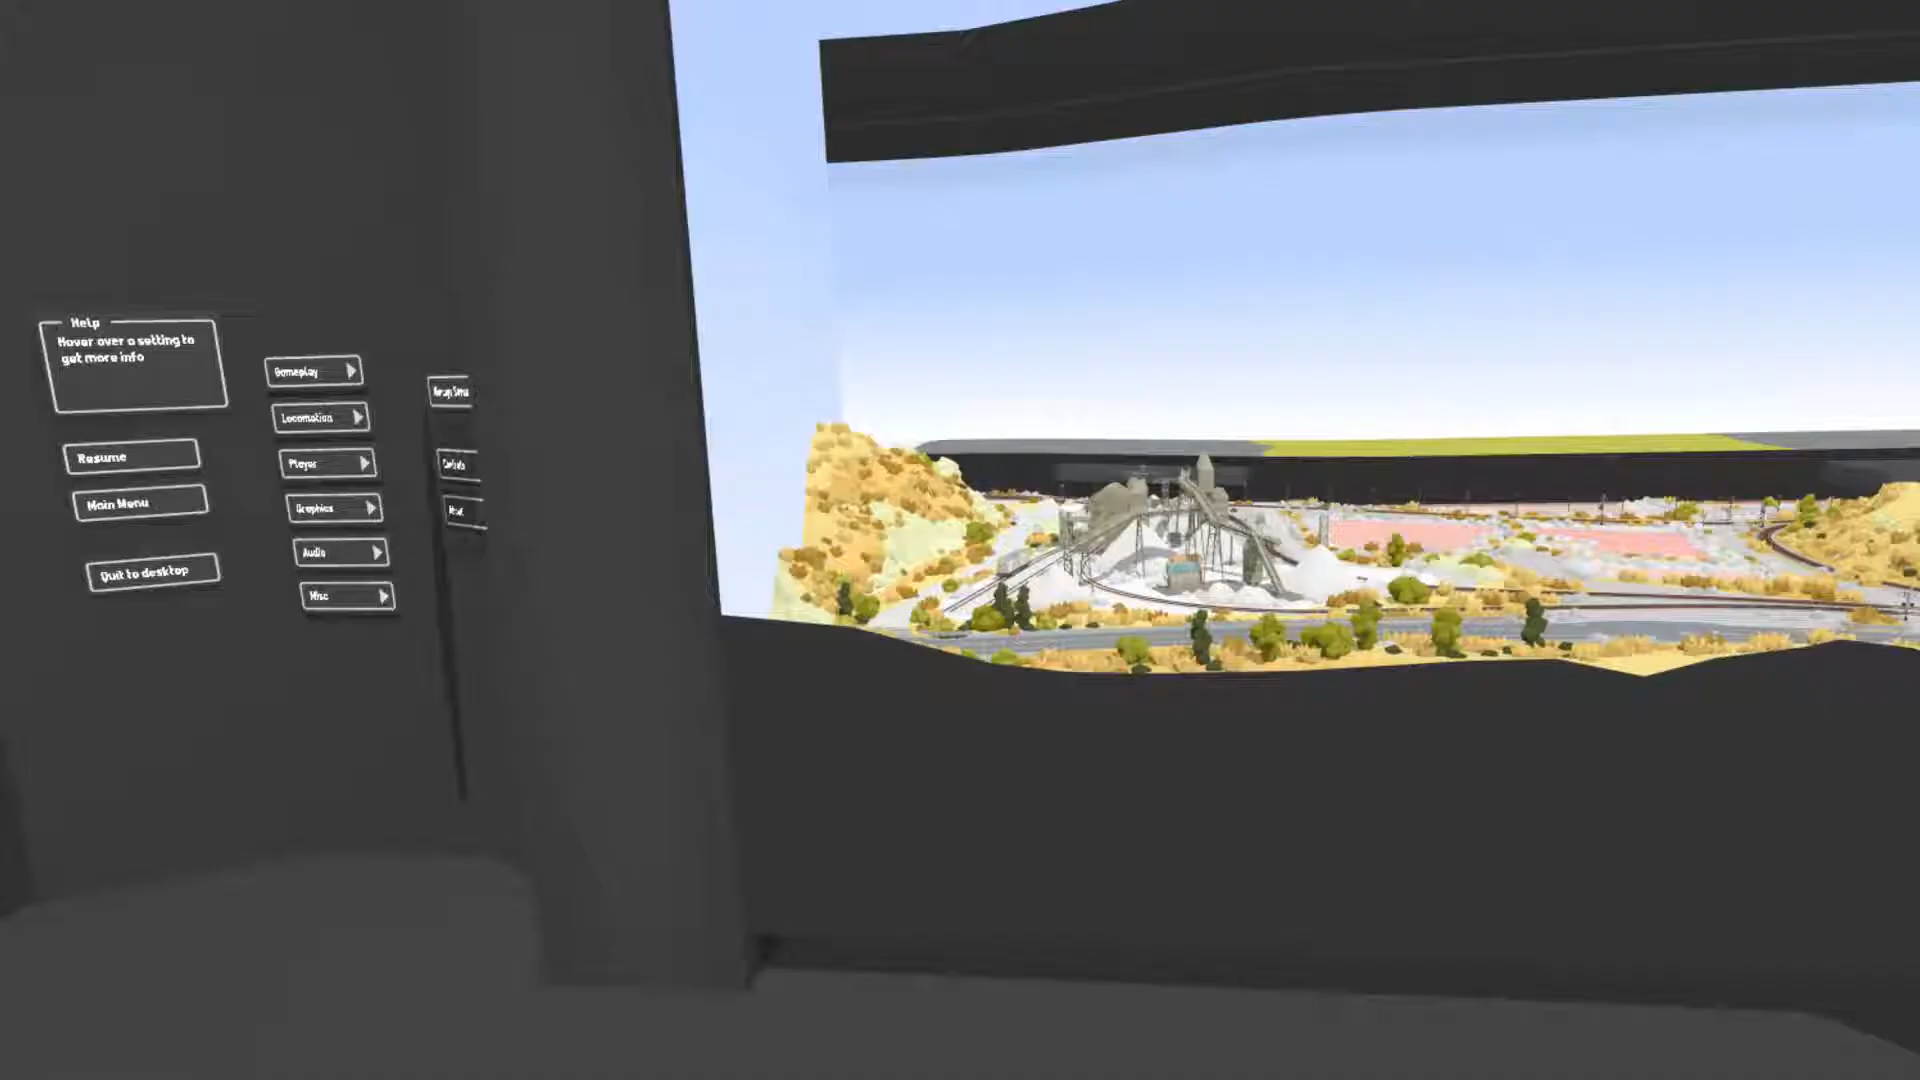 Help
Hover over a setting to
get more info
Resume
Main Menu
Quit to desktop
Gameplay
Locomotion
Player
Graphics
Audio
Misc